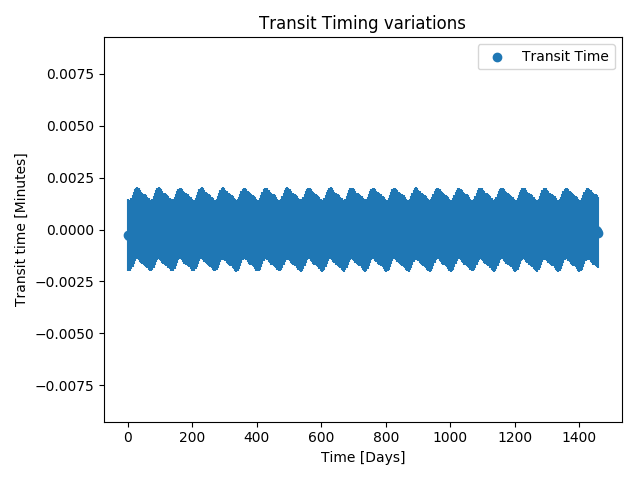 Transit Timing variations
Transit Time
Transit time [Minutes]
0.0075
0.0050
0.0025
0.0000
−0.0025
−0.0050
−0.0075
0 200 400 600 800 1000 1200 1400
Time [Days]